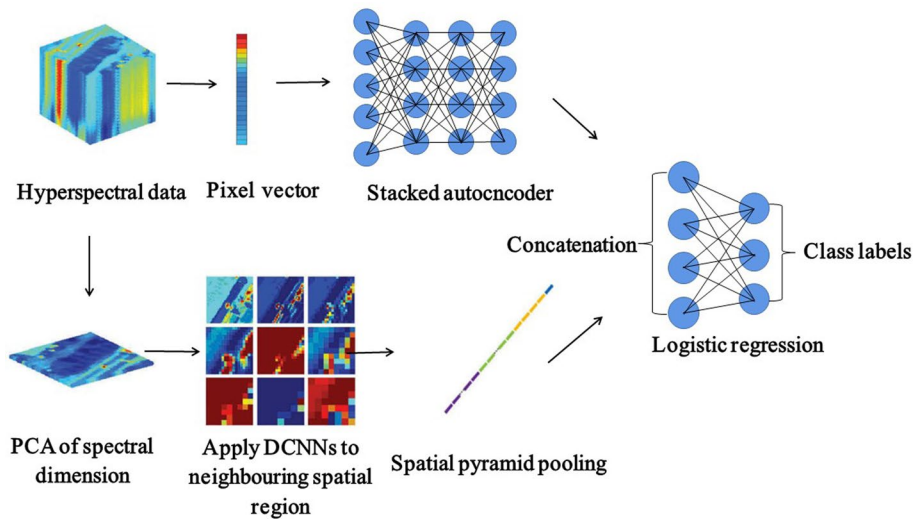 Hyperspectral data
Pixel vector
Stacked autocncoder
Concatenation
Class labels
Logistic regression
PCA of spectral
dimension
Apply DCNNs to
neighbouring spatial
region
Spatial pyramid pooling